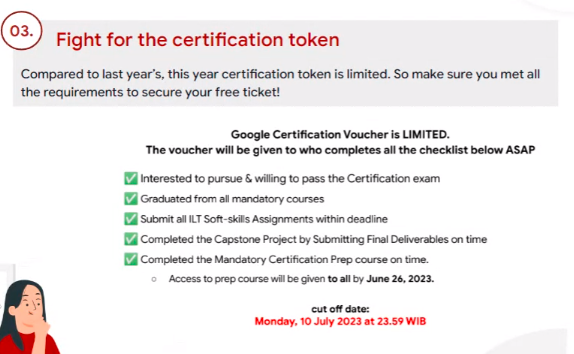 03.
Fight for the certification token
Compared to last year's, this year certification token is limited. So make sure you met all
the requirements to secure your free ticket!
Google Certification Voucher is LIMITED.
The voucher will be given to who completes all the checklist below ASAP
Interested to pursue & willing to pass the Certification exam
Graduated from all mandatory courses
Submit all ILT Soft-skills Assignments within deadline
Completed the Capstone Project by Submitting Final Deliverables on time
Completed the Mandatory Certification Prep course on time.
Access to prep course will be given to all by June 26, 2023.
cut off date:
Monday, 10 July 2023 at 23.59 WIB